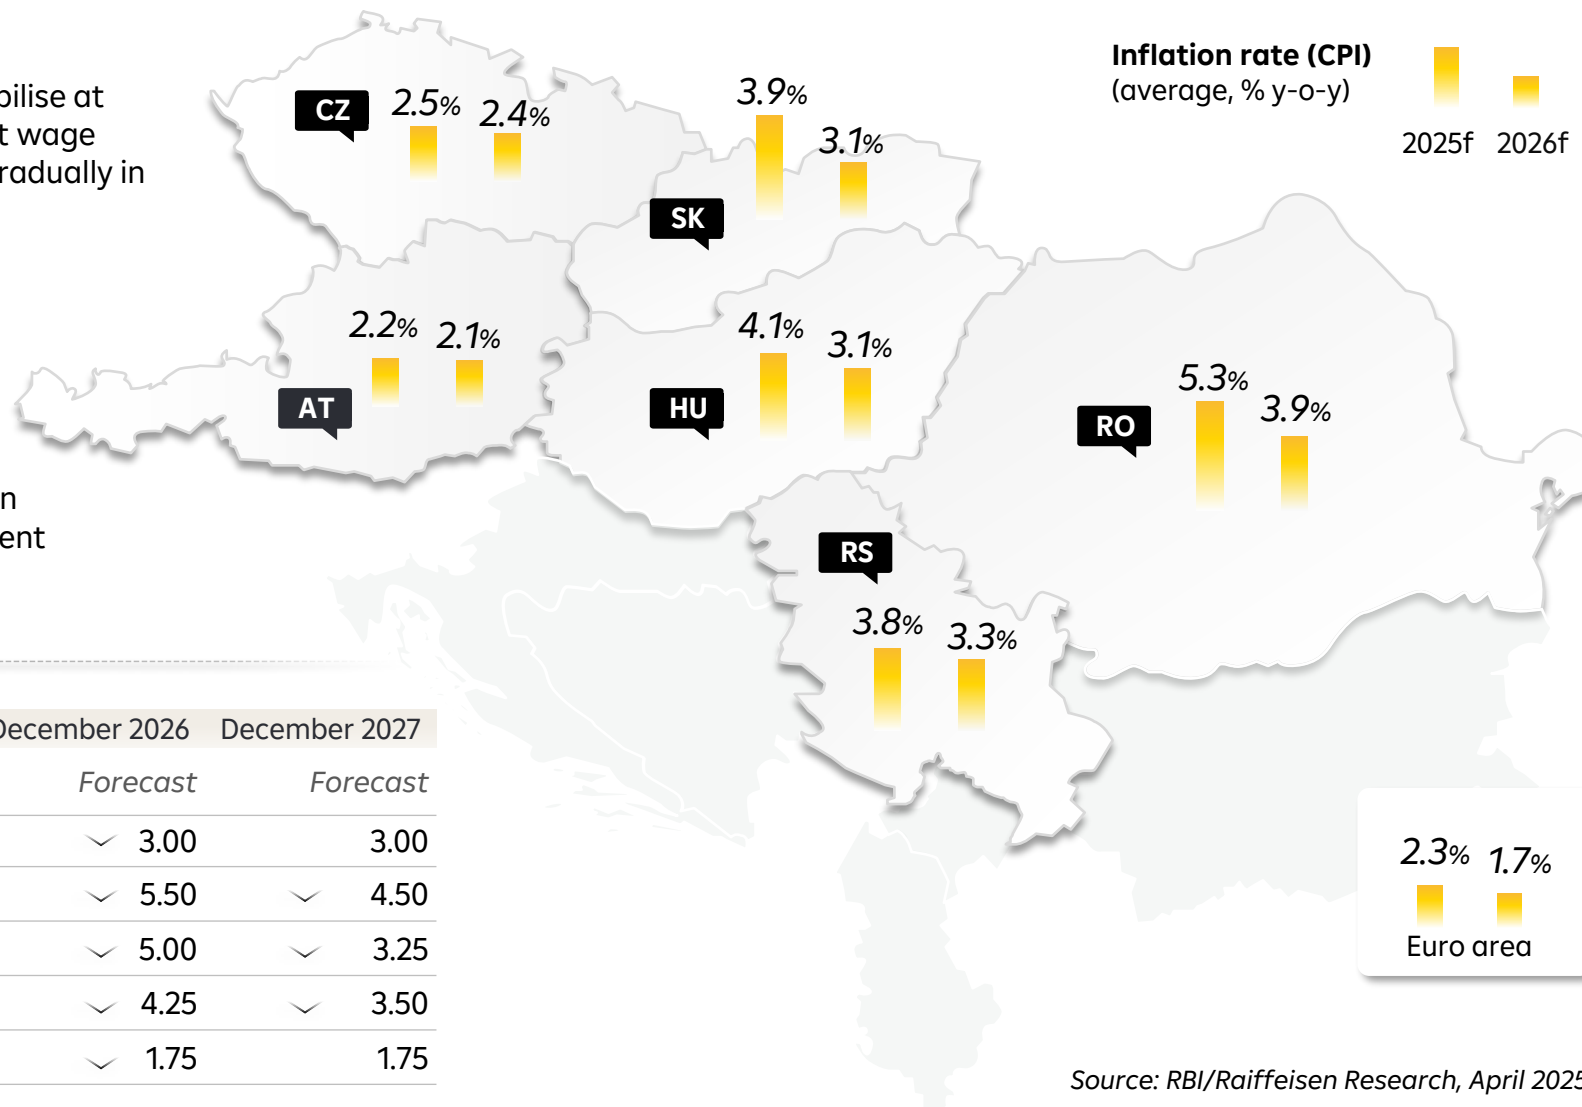 bilise at
t wage
radually in
n
ent
Inflation rate (CPI)
(average, % y-o-y)
2025f 2026f
CZ
2.5% 2.4%
SK
3.9% 3.1%
AT
2.2% 2.1%
HU
4.1% 3.1%
RO
5.3% 3.9%
RS
3.8% 3.3%
2.3% 1.7%
Euro area
December 2026 December 2027
Forecast Forecast
3.00 3.00
5.50 4.50
5.00 3.25
4.25 3.50
1.75 1.75
Source: RBI/Raiffeisen Research, April 2025